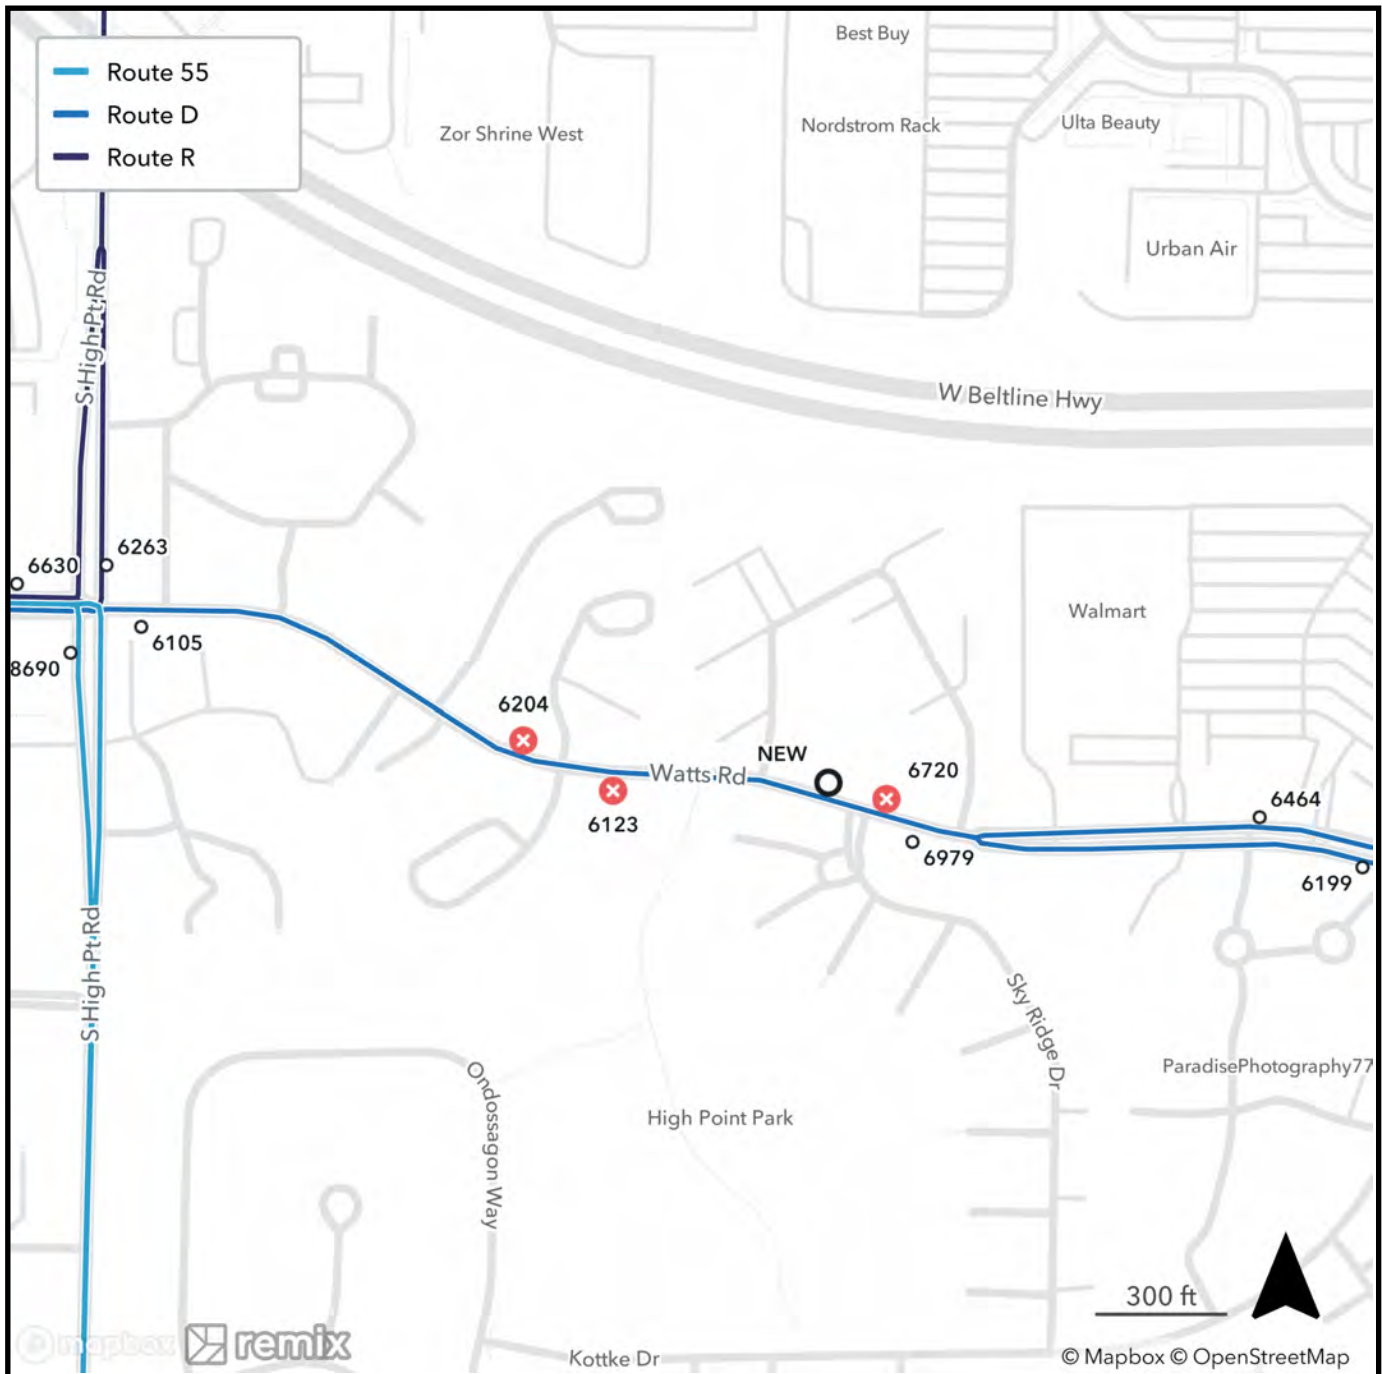 Route 55
Route D
Route R
Best Buy
Zor Shrine West
Nordstrom Rack
Ulta Beauty
Urban Air
S High Pt Rd
W Beltline Hwy
6263
6630
6105
8690
Walmart
6204
NEW
Watts Rd
6720
6123
6464
6979
6199
S High Pt Rd
Sky Ridge Dr
ParadisePhotography77
Ondossagon Way
High Point Park
300 ft
mapbox
remix
Kottke Dr
© Mapbox © OpenStreetMap